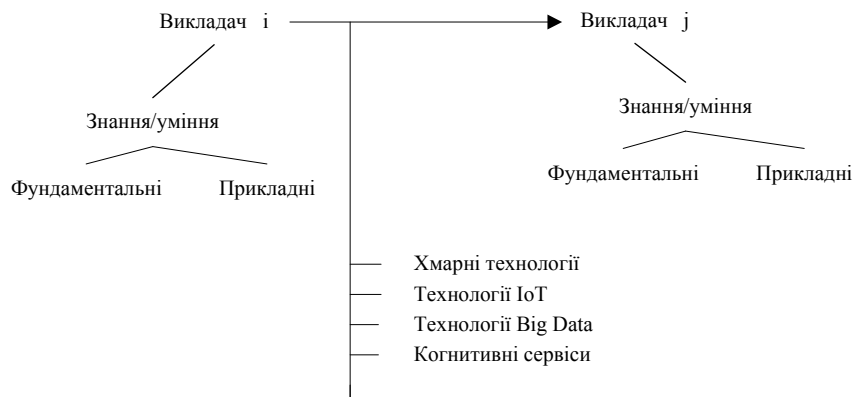 Викладач i
Викладач j
Знання/уміння
Знання/уміння
Фундаментальні Прикладні
Фундаментальні Прикладні
Хмарні технології
Технології IoT
Технології Big Data
Когнитивні сервіси